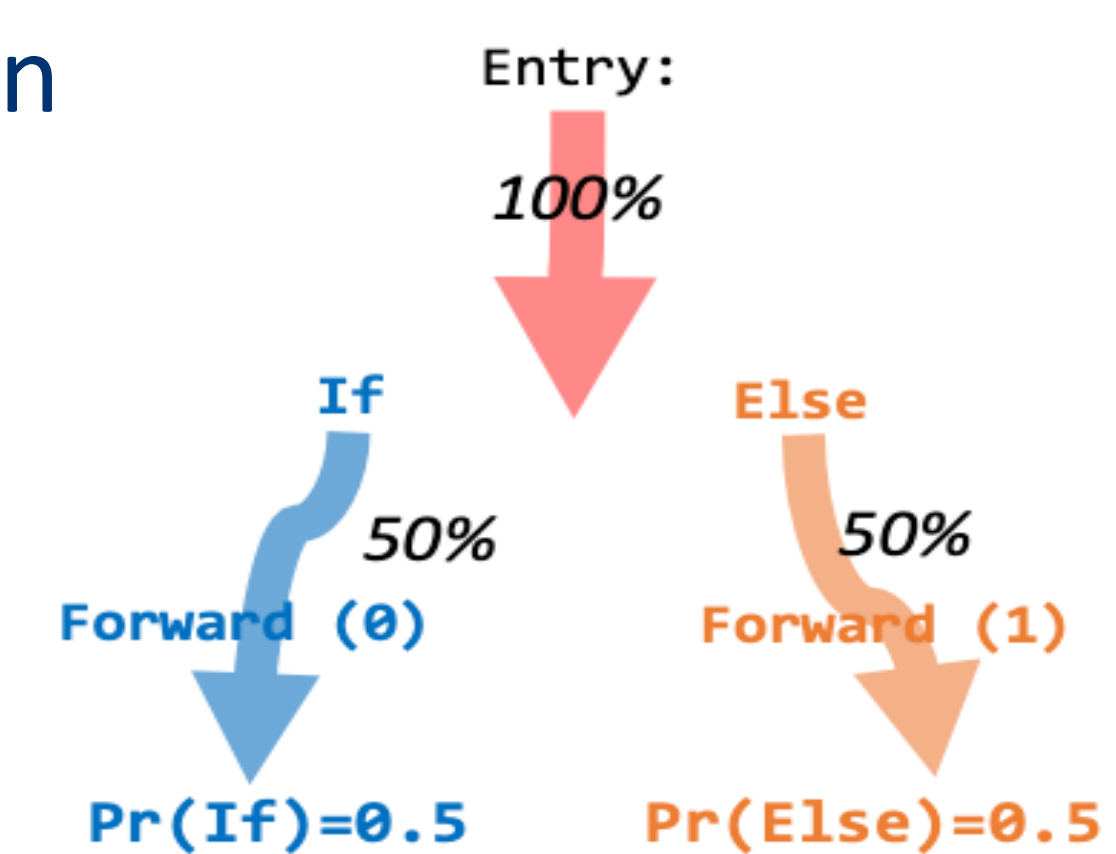 n
Entry:
100%
If
Else
50%
50%
Forward (0)
Forward (1)
Pr(If)=0.5
Pr(Else)=0.5